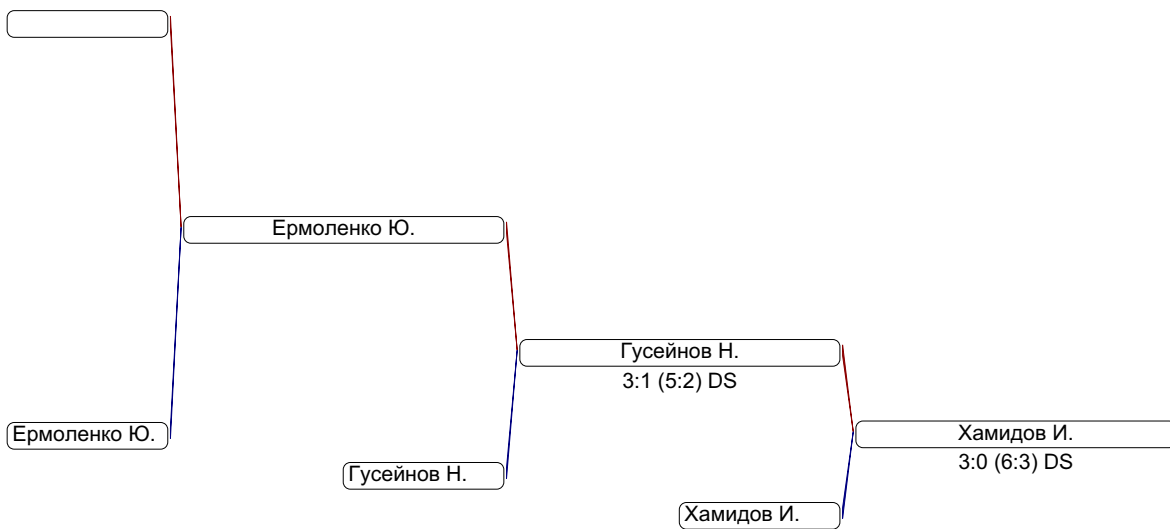 Ермоленко Ю.
Гусейнов Н.
3:1 (5:2) DS
Ермоленко Ю.
Хамидов И.
3:0 (6:3) DS
Гусейнов Н.
Хамидов И.